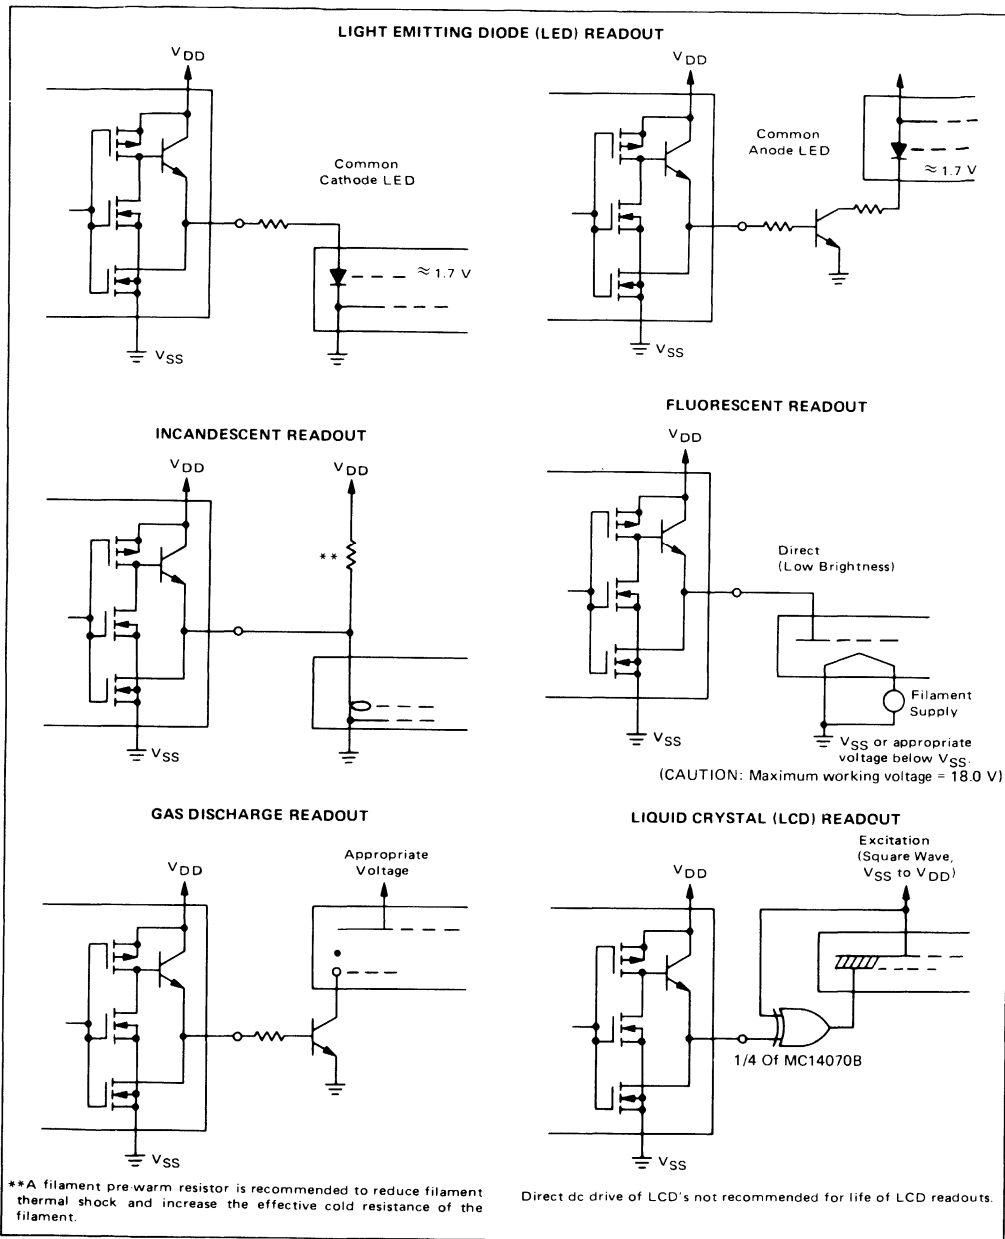 LIGHT EMITTING DIODE (LED) READOUT
VDD
Common
Cathode LED
≈ 1.7 V
VSS
VDD
Common
Anode LED
≈ 1.7 V
VSS
INCANDESCENT READOUT
VDD
VDD
**
VSS
FLUORESCENT READOUT
VDD
Direct
(Low Brightness)
Filament
Supply
VSS
VSS or appropriate
voltage below VSS.
(CAUTION: Maximum working voltage = 18.0 V)
GAS DISCHARGE READOUT
VDD
Appropriate
Voltage
VSS
**A filament pre-warm resistor is recommended to reduce filament
thermal shock and increase the effective cold resistance of the
filament.
LIQUID CRYSTAL (LCD) READOUT
VDD
Excitation
(Square Wave,
VSS to VDD)
1/4 Of MC14070B
VSS
Direct dc drive of LCD's not recommended for life of LCD readouts.